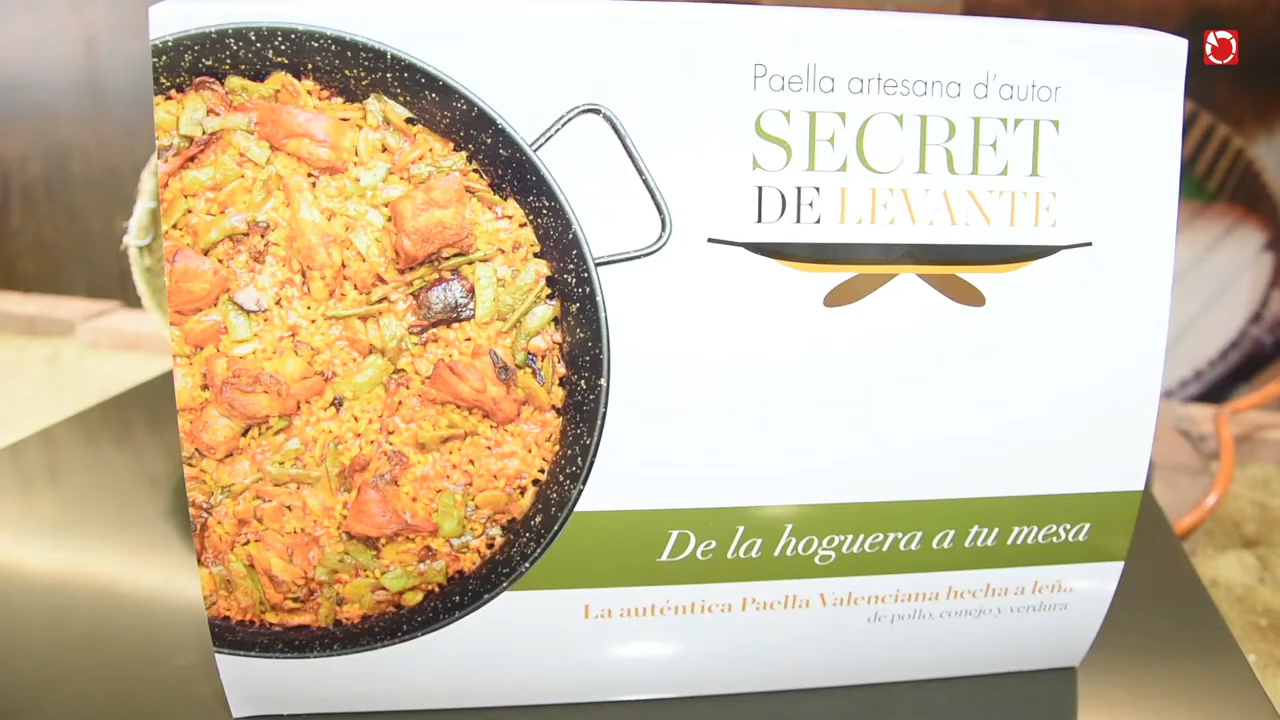 Paella artesana d'autor
SECRET
DE LEVANTE
De la hoguera a tu mesa
La auténtica Paella Valenciana hecha a leña
de pollo, conejo y verdura